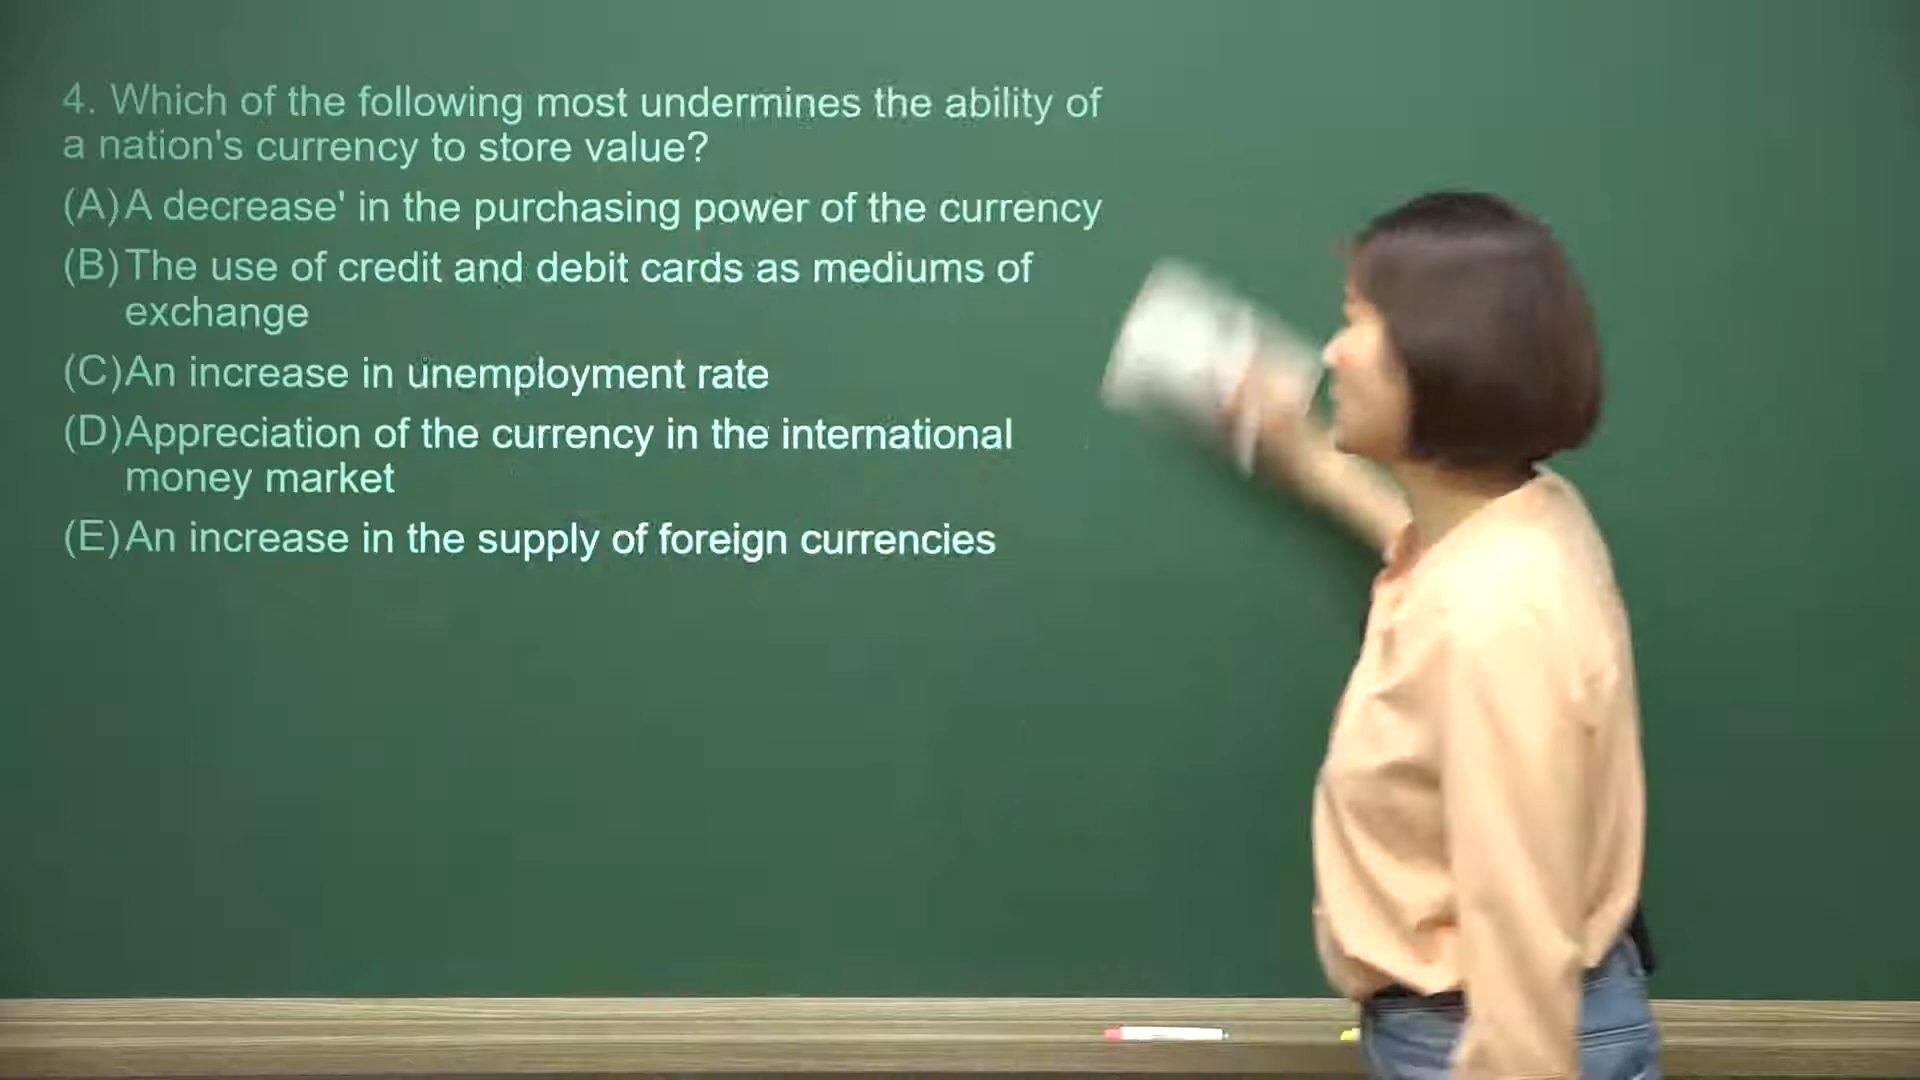 4. Which of the following most undermines the ability of
a nation's currency to store value?
(A) A decrease' in the purchasing power of the currency
(B) The use of credit and debit cards as mediums of
exchange
(C) An increase in unemployment rate
(D) Appreciation of the currency in the international
money market
(E) An increase in the supply of foreign currencies